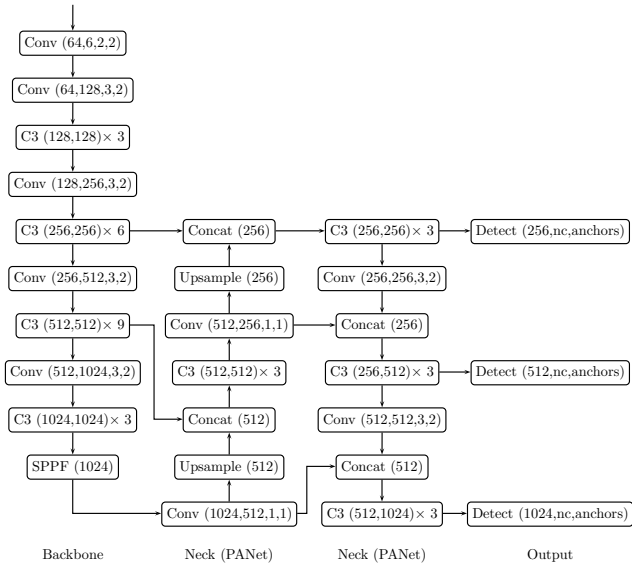 Conv (64,6,2,2)
Conv (64,128,3,2)
C3 (128,128)× 3
Conv (128,256,3,2)
C3 (256,256)× 6
Conv (256,512,3,2)
C3 (512,512)× 9
Conv (512,1024,3,2)
C3 (1024,1024)× 3
SPPF (1024)
Backbone
Concat (256)
Upsample (256)
Conv (512,256,1,1)
C3 (512,512)× 3
Concat (512)
Upsample (512)
Conv (1024,512,1,1)
Neck (PANet)
C3 (256,256)× 3
Conv (256,256,3,2)
Concat (256)
C3 (256,512)× 3
Conv (512,512,3,2)
Concat (512)
C3 (512,1024)× 3
Neck (PANet)
Detect (256,nc,anchors)
Detect (512,nc,anchors)
Detect (1024,nc,anchors)
Output